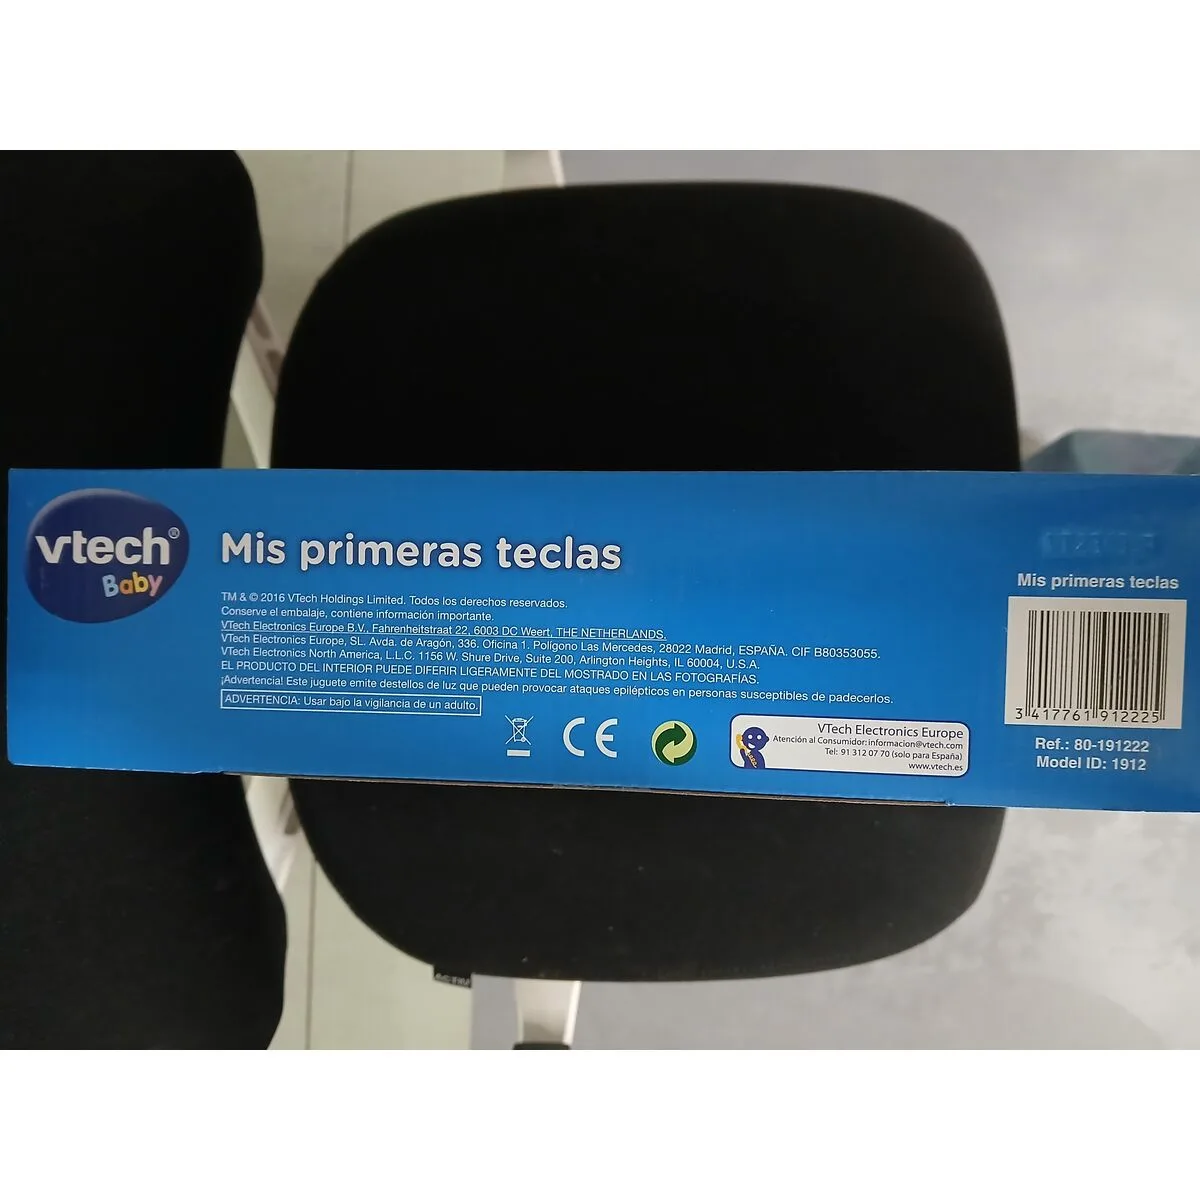 vtech®
Baby
Mis primeras teclas
TM & © 2016 VTech Holdings Limited. Todos los derechos reservados.
Conserve el embalaje, contiene información importante.
VTech Electronics Europe B.V., Fahrenheitstraat 22, 6003 DC Weert, THE NETHERLANDS.
VTech Electronics Europe, SL. Avda. de Aragón, 336. Oficina 1. Polígono Las Mercedes, 28022 Madrid, ESPAÑA. CIF B80353055.
VTech Electronics North America, L.L.C. 1156 W. Shure Drive, Suite 200, Arlington Heights, IL 60004, U.S.A.
EL PRODUCTO DEL INTERIOR PUEDE DIFERIR LIGERAMENTE DEL MOSTRADO EN LAS FOTOGRAFÍAS.
¡Advertencia! Este juguete emite destellos de luz que pueden provocar ataques epilépticos en personas susceptibles de padecerlos.
ADVERTENCIA: Usar bajo la vigilancia de un adulto.
CE
VTech Electronics Europe
Atención al Consumidor: informacion@vtech.com
Tel: 91 312 07 70 (solo para España)
www.vtech.es
Mis primeras teclas
3 417761 912225
Ref.: 80-191222
Model ID: 1912